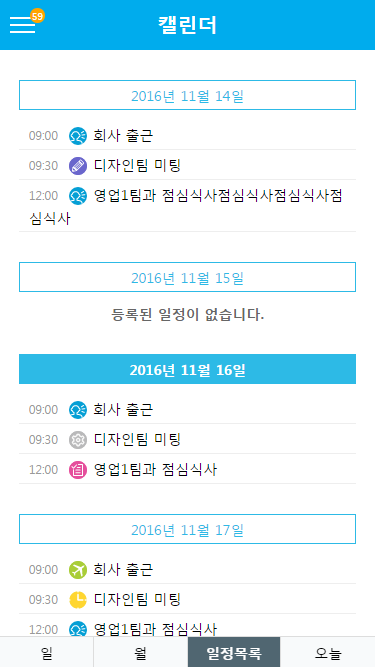 59
캘린더
2016년 11월 14일
09:00 회사 출근
09:30 디자인팀 미팅
12:00 영업1팀과 점심식사점심식사점심식사점
심식사
2016년 11월 15일
등록된 일정이 없습니다.
2016년 11월 16일
09:00 회사 출근
09:30 디자인팀 미팅
12:00 영업1팀과 점심식사
2016년 11월 17일
09:00 회사 출근
09:30 디자인팀 미팅
12:00 영업1팀과 점심식사
일 월 일정목록 오늘